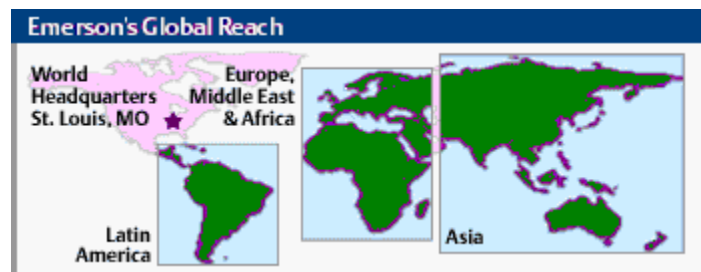 Emerson's Global Reach
World
Headquarters
St. Louis, MO
Europe,
Middle East
& Africa
Latin
America
Asia